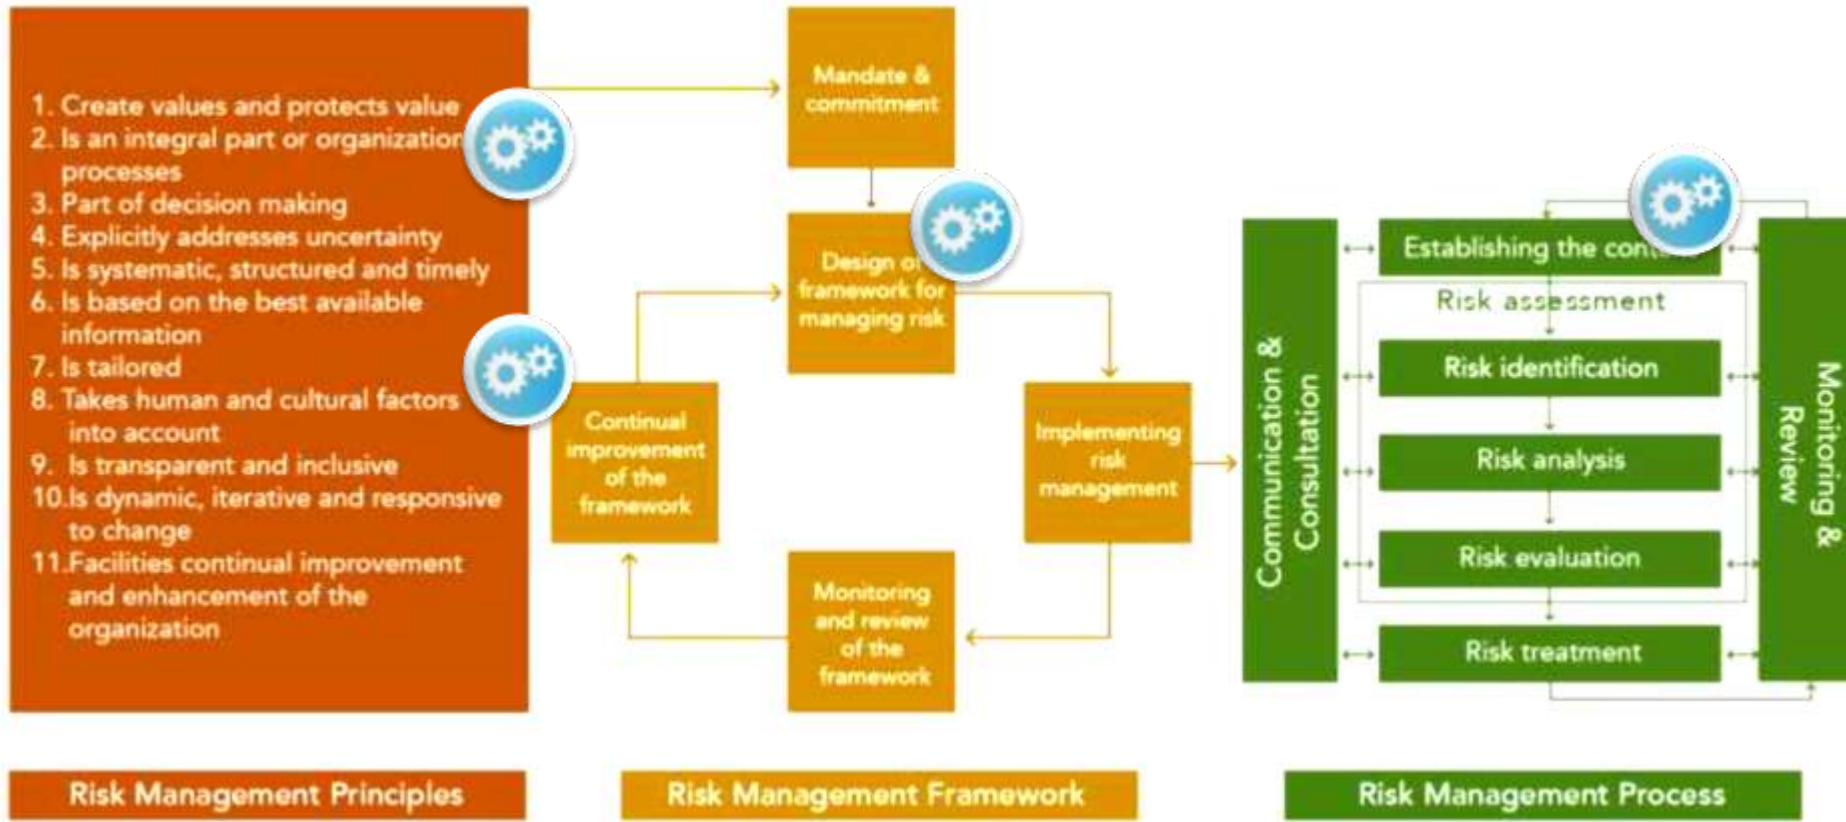 1. Create values and protects value
2. Is an integral part or organization
processes
3. Part of decision making
4. Explicitly addresses uncertainty
5. Is systematic, structured and timely
6. Is based on the best available
information
7. Is tailored
8. Takes human and cultural factors
into account
9. Is transparent and inclusive
10.Is dynamic, iterative and responsive
to change
11.Facilities continual improvement
and enhancement of the
organization
Risk Management Principles
Mandate &
commitment
Design of
framework for
managing risk
Continual
improvement
of the
framework
Implementing
risk
management
Monitoring
and review
of the
framework
Risk Management Framework
Communication &
Consultation
Establishing the
Risk assessment
Risk identification
Risk analysis
Risk evaluation
Risk treatment
Monitoring &
Review
Risk Management Process